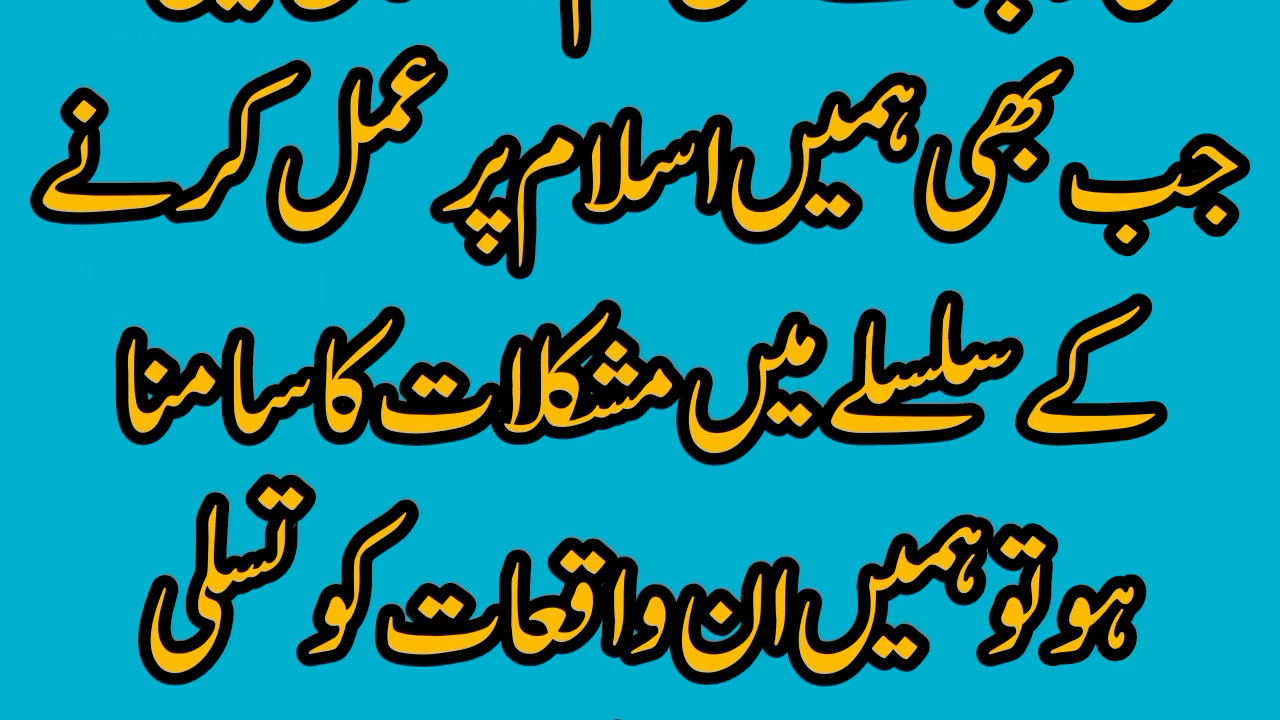 جب بھی ہمیں اسلام پر عمل کرنے
کے سلسلے میں مشکلات کا سامنا
ہو تو ہمیں ان واقعات کو تسلی